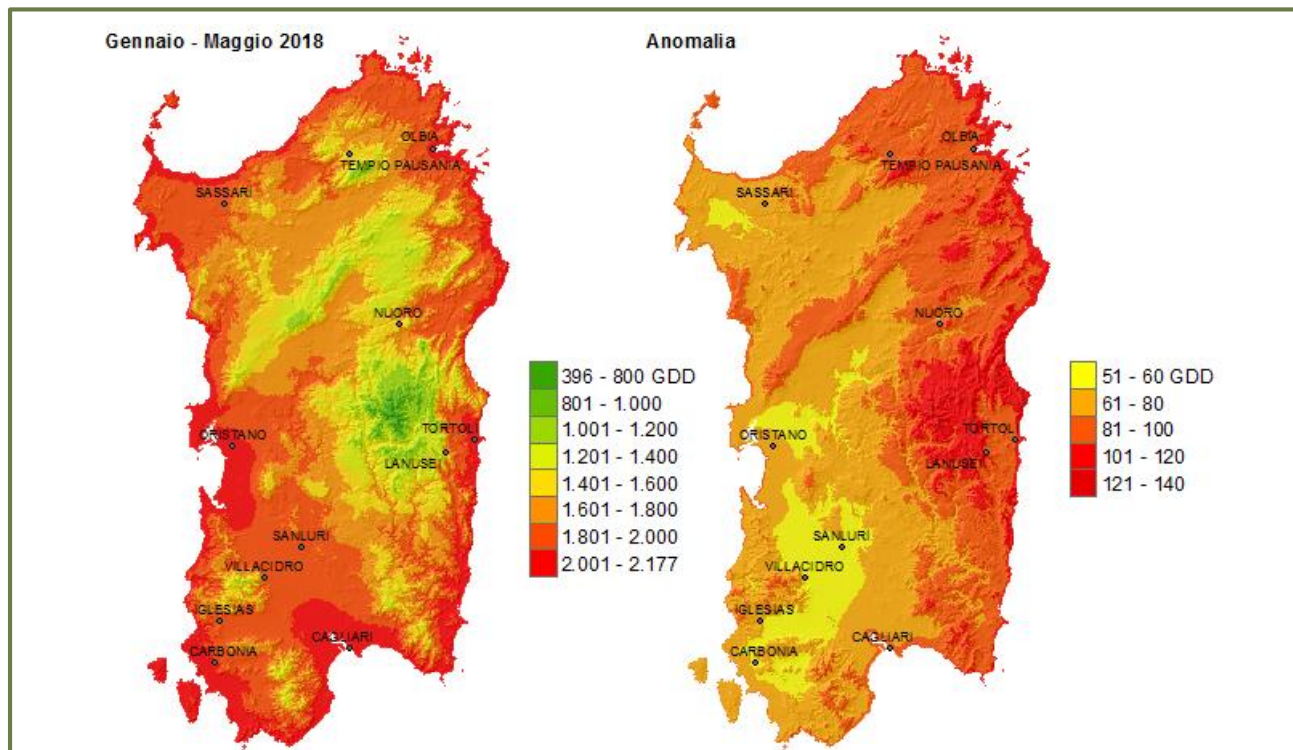 Gennaio - Maggio 2018
OLBIA
TEMPIO PAUSANIA
SASSARI
NUORO
ORISTANO
TORTOLI
LANUSEI
SANLURI
VILLACIDRO
IGLESIAS
CAGLIARI
CARBONIA
396 - 800 GDD
801 - 1.000
1.001 - 1.200
1.201 - 1.400
1.401 - 1.600
1.601 - 1.800
1.801 - 2.000
2.001 - 2.177
Anomalia
OLBIA
TEMPIO PAUSANIA
SASSARI
NUORO
ORISTANO
TORTOLI
LANUSEI
SANLURI
VILLACIDRO
IGLESIAS
CAGLIARI
CARBONIA
51 - 60 GDD
61 - 80
81 - 100
101 - 120
121 - 140